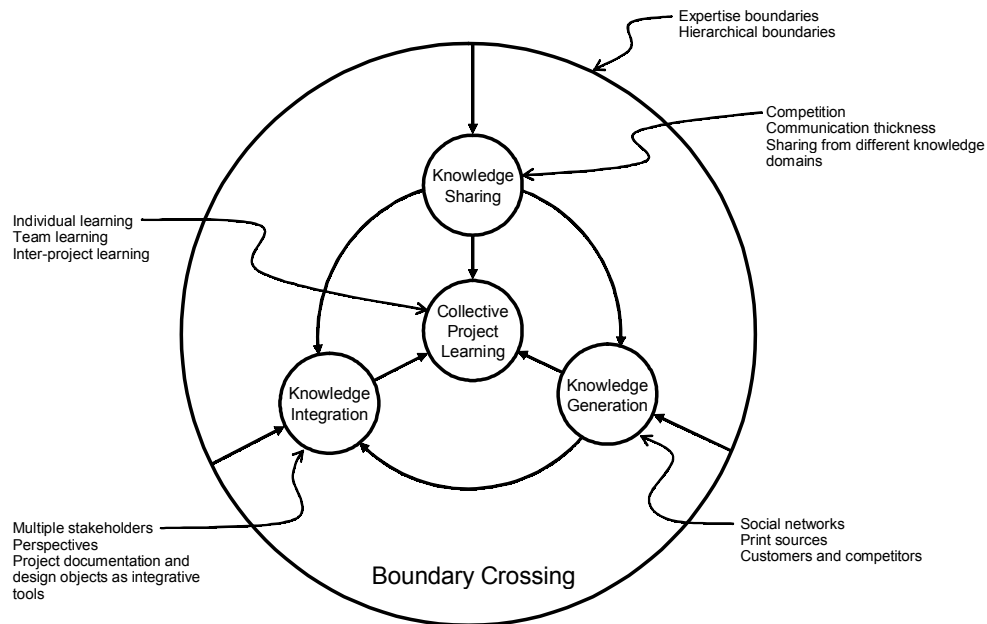 Expertise boundaries
Hierarchical boundaries
Competition
Communication thickness
Sharing from different knowledge
domains
Knowledge
Sharing
Individual learning
Team learning
Inter-project learning
Collective
Project
Learning
Knowledge
Integration
Knowledge
Generation
Multiple stakeholders
Perspectives
Project documentation and
design objects as integrative
tools
Social networks
Print sources
Customers and competitors
Boundary Crossing